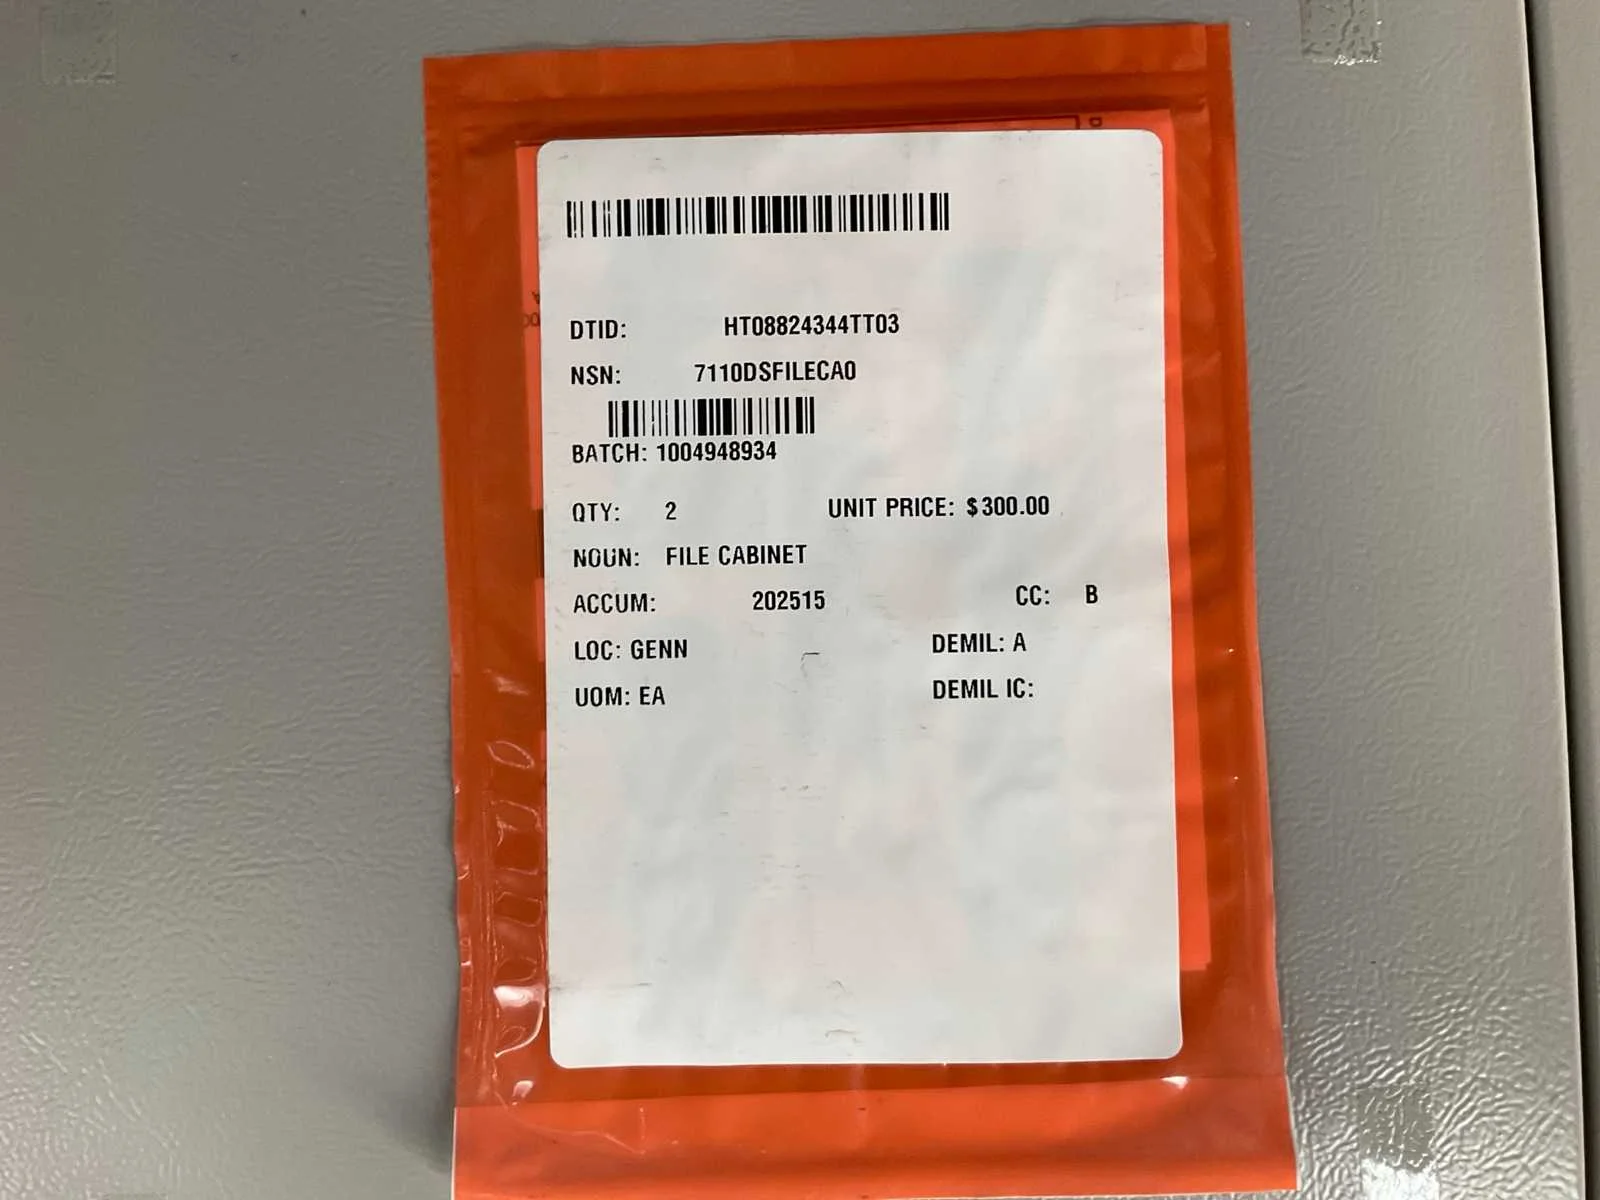 DTID: HT08824344TT03
NSN: 7110DSFILECA0
BATCH: 1004948934
QTY: 2 UNIT PRICE: $300.00
NOUN: FILE CABINET
ACCUM: 202515 CC: B
LOC: GENN DEMIL: A
UOM: EA DEMIL IC: